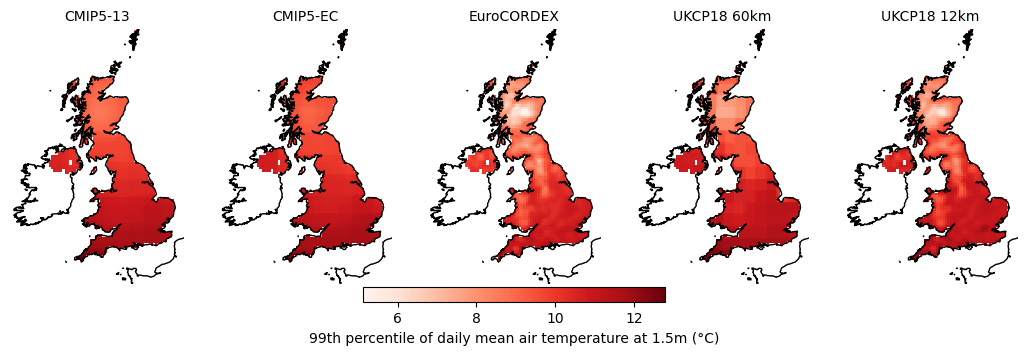 CMIP5-13
CMIP5-EC
EuroCORDEX
UKCP18 60km
UKCP18 12km
6
8
10
12
99th percentile of daily mean air temperature at 1.5m (°C)